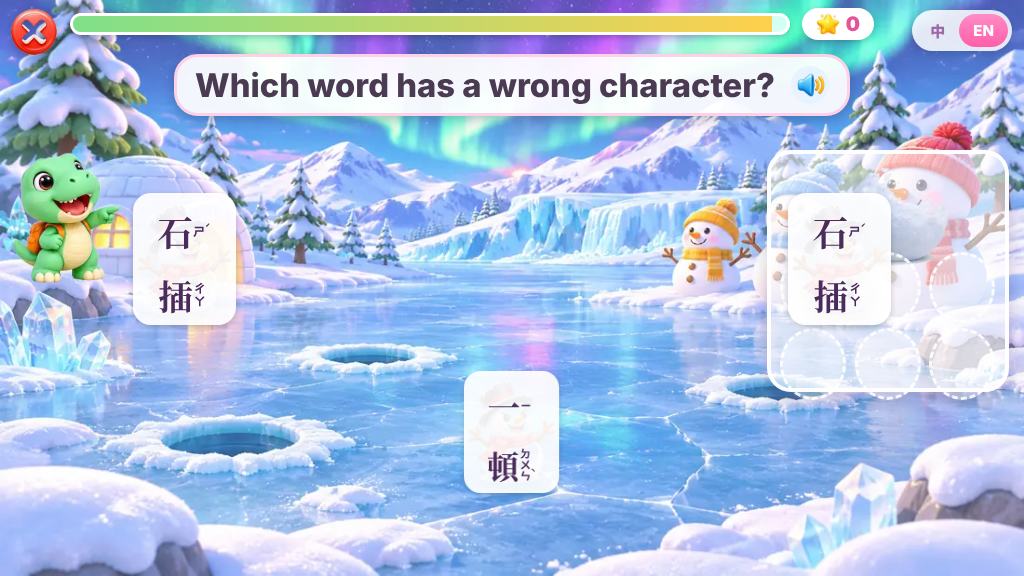 0
中 EN
Which word has a wrong character?
石ㄕˊ
插ㄔㄚ
石ㄕˊ
插ㄔㄚ
一ㄧ
頓ㄉㄨㄣˋ